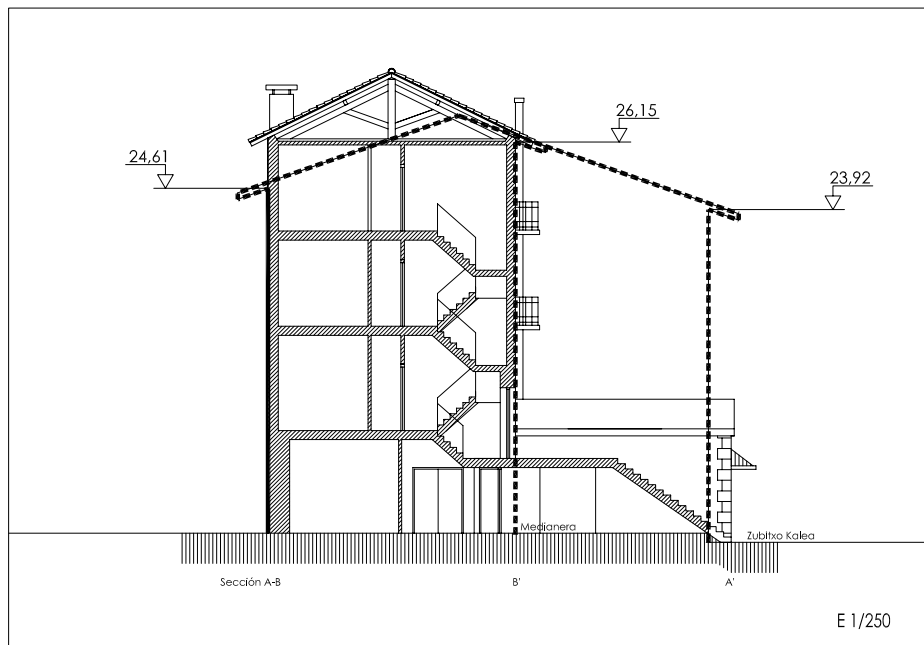 26,15
24,61
23,92
Medianera
Zubitxo Kalea
Sección A-B
B'
A'
E 1/250